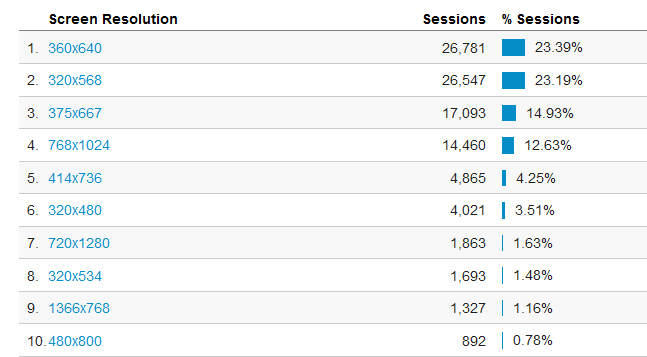 Screen Resolution Sessions % Sessions
1. 360x640 26,781 23.39%
2. 320x568 26,547 23.19%
3. 375x667 17,093 14.93%
4. 768x1024 14,460 12.63%
5. 414x736 4,865 4.25%
6. 320x480 4,021 3.51%
7. 720x1280 1,863 1.63%
8. 320x534 1,693 1.48%
9. 1366x768 1,327 1.16%
10. 480x800 892 0.78%